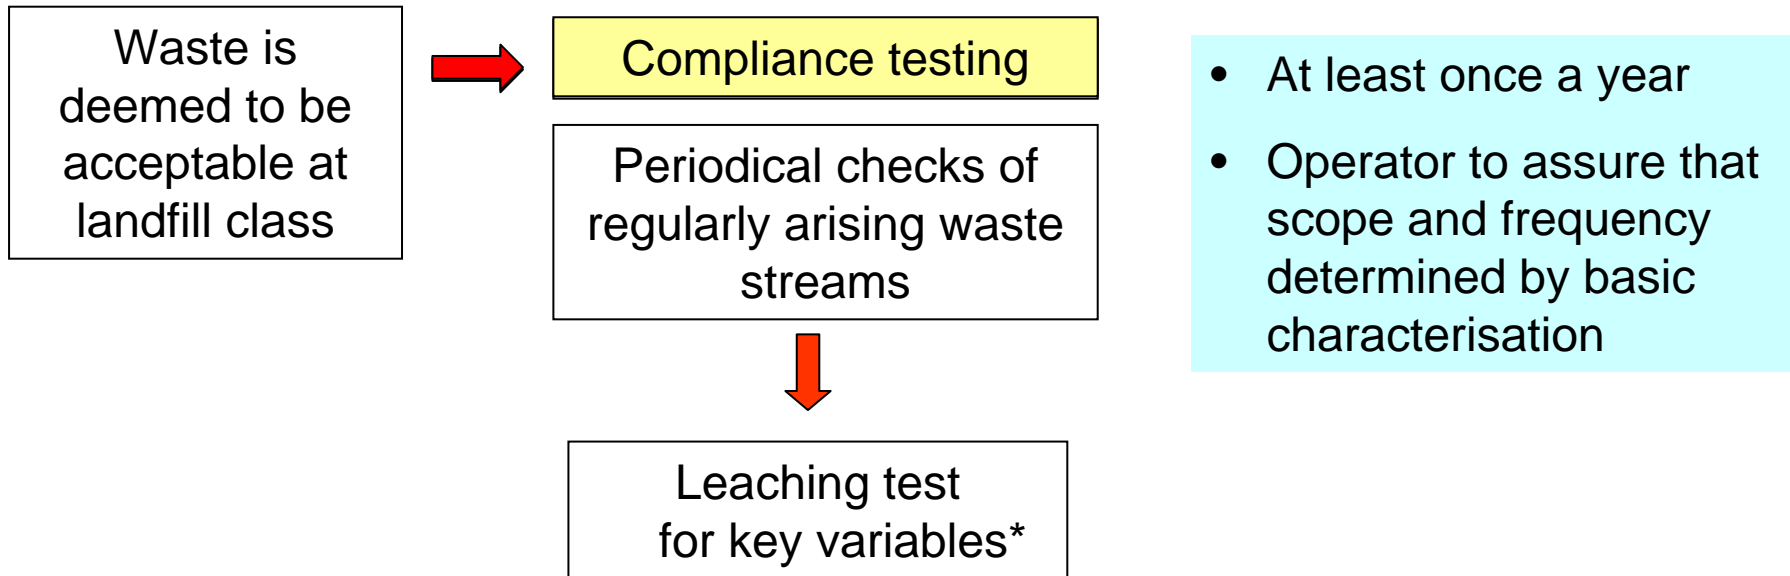 Waste is
deemed to be
acceptable at
landfill class
Compliance testing
Periodical checks of
regularly arising waste
streams
Leaching test
for key variables*
• At least once a year
• Operator to assure that
scope and frequency
determined by basic
characterisation